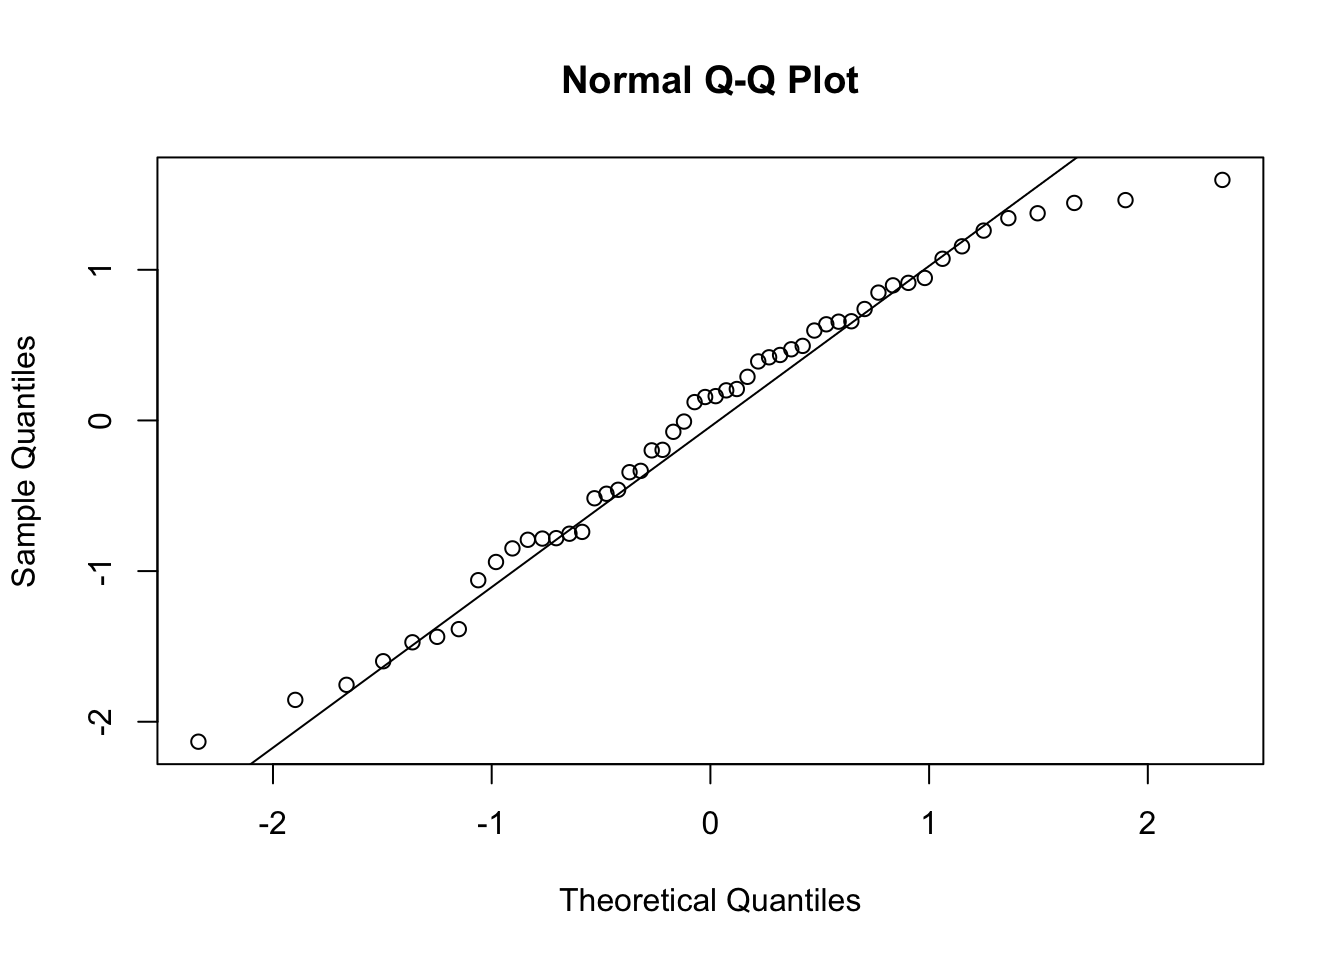 Normal Q-Q Plot
Sample Quantiles
1
0
-1
-2
-2 -1 0 1 2
Theoretical Quantiles